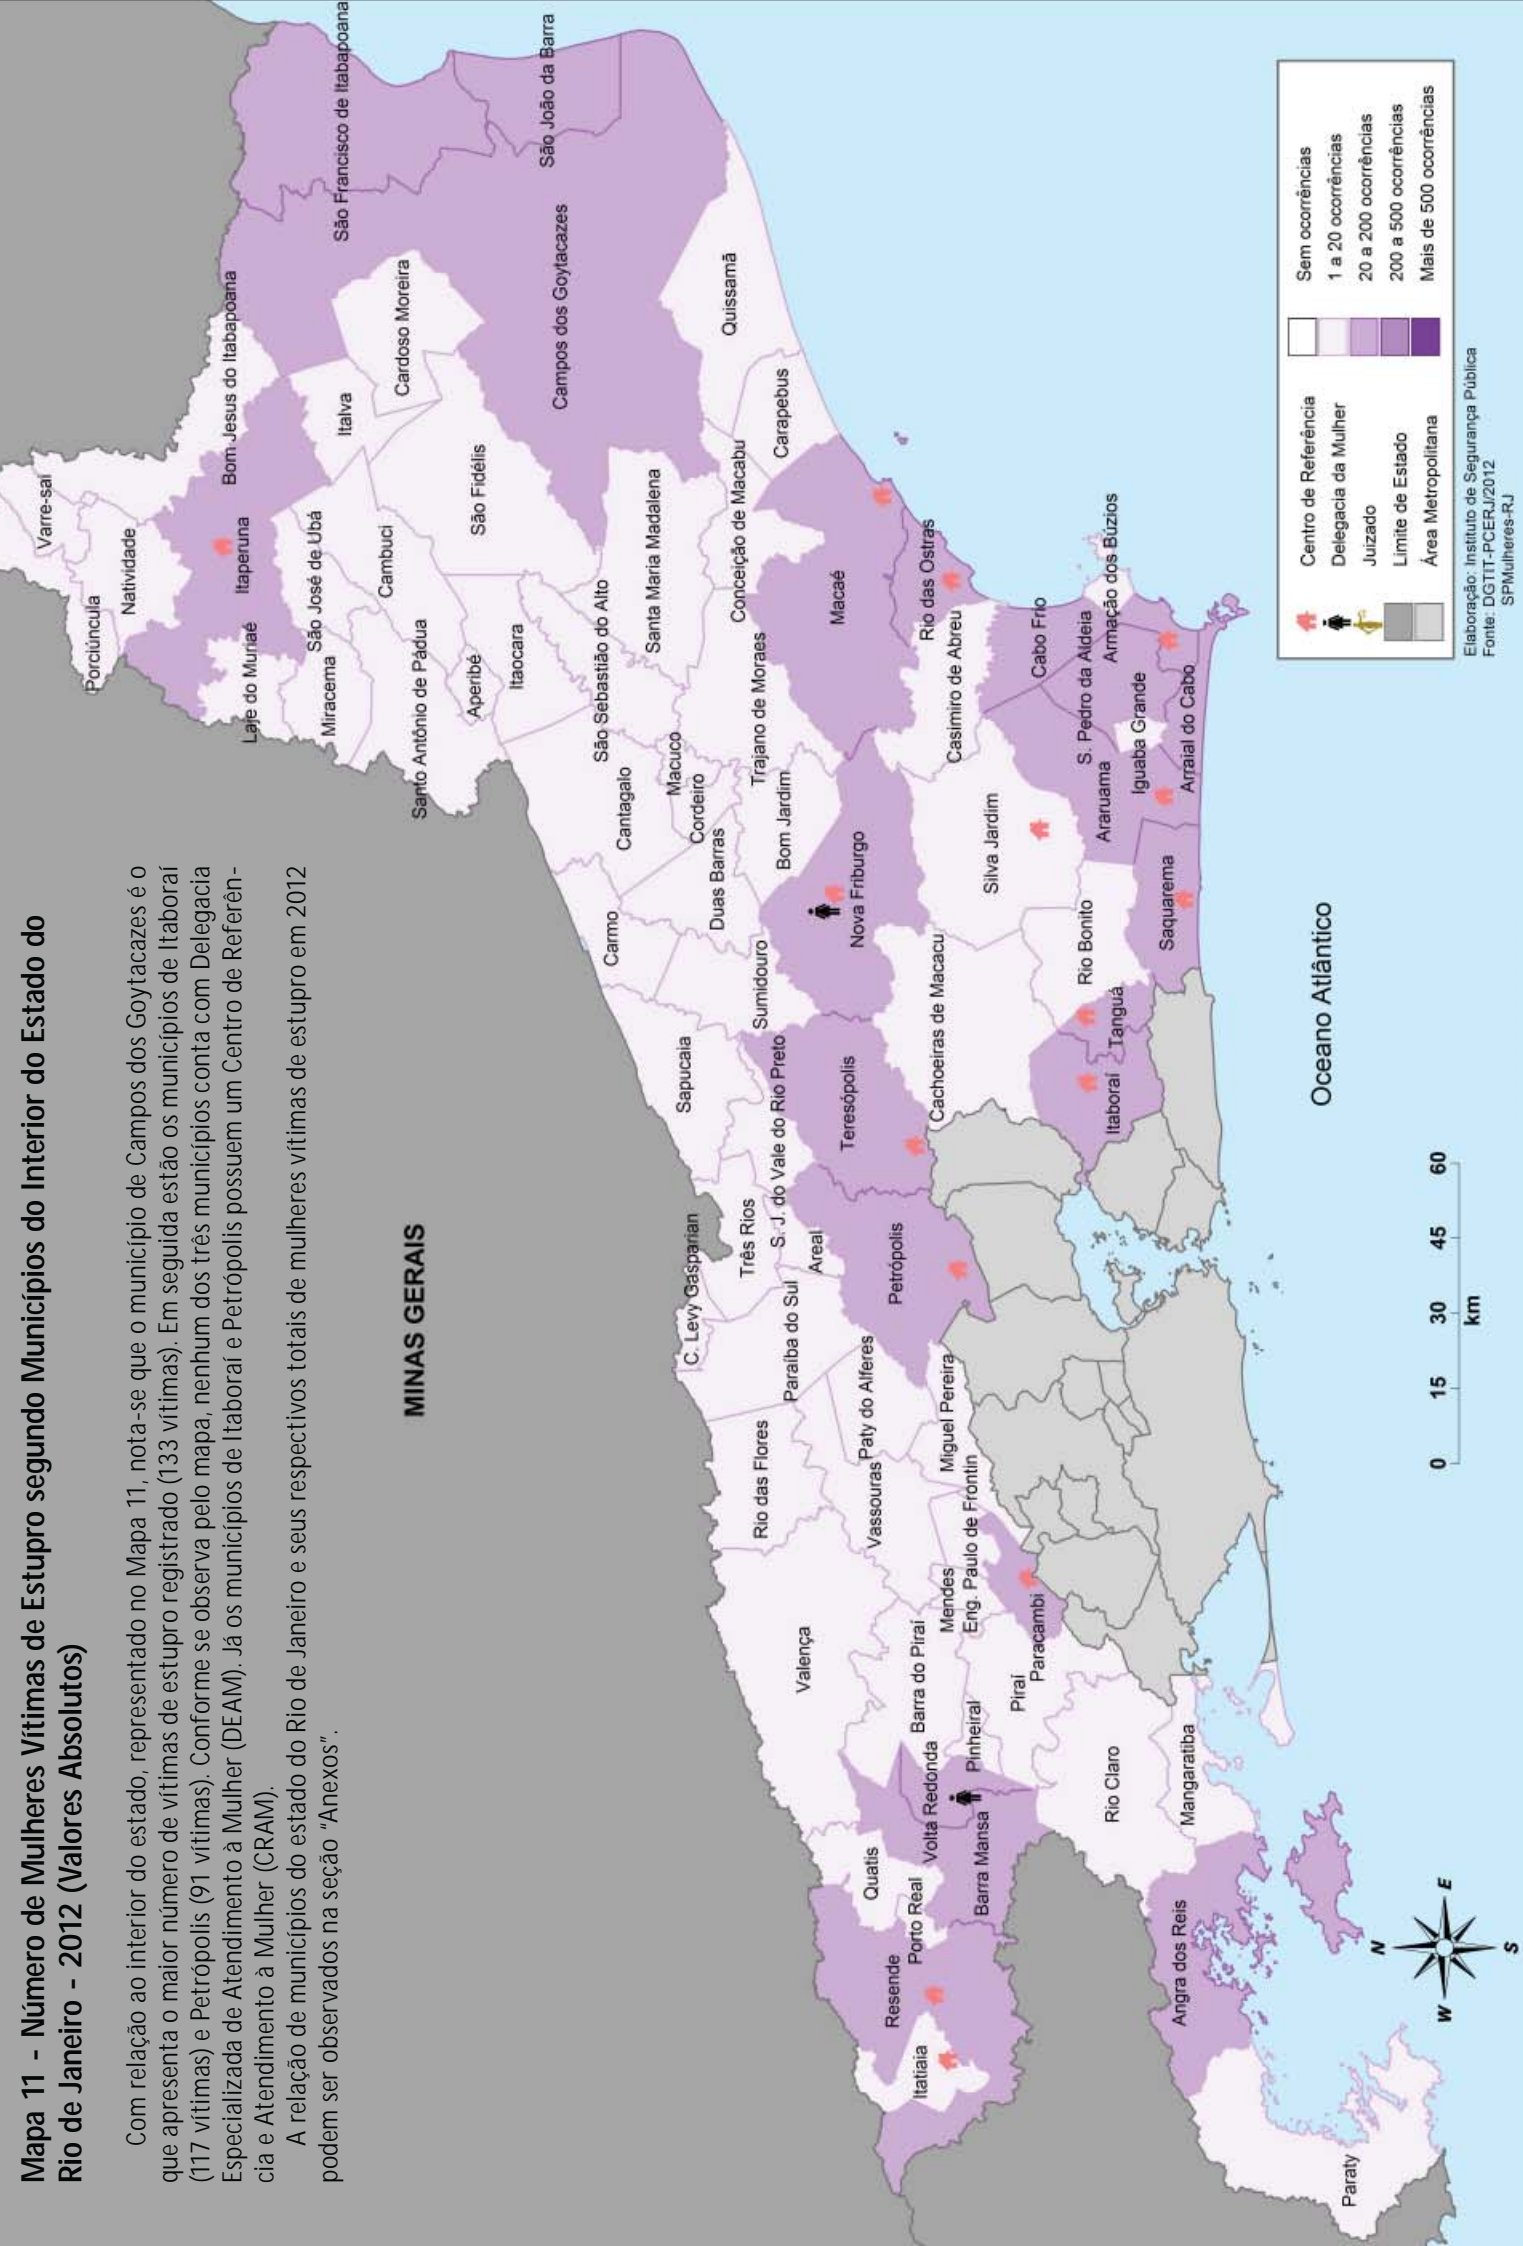 Mapa 11 - Número de Mulheres Vítimas de Estupro segundo Municípios do Interior do Estado do
Rio de Janeiro - 2012 (Valores Absolutos)
Com relação ao interior do estado, representado no Mapa 11, nota-se que o município de Campos dos Goytacazes é o
que apresenta o maior número de vítimas de estupro registrado (133 vítimas). Em seguida estão os municípios de Itaboraí
(117 vítimas) e Petrópolis (91 vítimas). Conforme se observa pelo mapa, nenhum dos três municípios conta com Delegacia
Especializada de Atendimento à Mulher (DEAM). Já os municípios de Itaboraí e Petrópolis possuem um Centro de Referên-
cia e Atendimento à Mulher (CRAM).
A relação de municípios do estado do Rio de Janeiro e seus respectivos totais de mulheres vítimas de estupro em 2012
podem ser observados na seção "Anexos".
MINAS GERAIS
Varre-sai
Porciúncula
Natividade
Bom Jesus do Itabapoana
Itaperuna
Laje do Muriaé
São José de Ubá
Miracema
Italva
Cardoso Moreira
São Francisco de Itabapoana
São João da Barra
Campos dos Goytacazes
Cambuci
Santo Antônio de Pádua
Aperibé
São Fidélis
Itaocara
São Sebastião do Alto
Santa Maria Madalena
Quissamã
Carapebus
Conceição de Macabu
Macaé
Trajano de Moraes
Macuco
Cordeiro
Cantagalo
Duas Barras
Bom Jardim
Carmo
Sumidouro
Nova Friburgo
Sapucaia
S. J. do Vale do Rio Preto
Teresópolis
Cachoeiras de Macacu
Silva Jardim
Casimiro de Abreu
Rio das Ostras
Cabo Frio
S. Pedro da Aldeia
Armação dos Búzios
Iguaba Grande
Arraial do Cabo
Araruama
Saquarema
Rio Bonito
Tanguá
Itaboraí
C. Levy Gasparian
Três Rios
Areal
Petrópolis
Paraíba do Sul
Paty do Alferes
Miguel Pereira
Rio das Flores
Vassouras
Eng. Paulo de Frontin
Mendes
Paracambi
Valença
Barra do Piraí
Piraí
Pinheiral
Volta Redonda
Barra Mansa
Rio Claro
Mangaratiba
Quatis
Porto Real
Resende
Itatiaia
Angra dos Reis
Paraty
Oceano Atlântico
N
W
E
S
0
15
30
45
60
km
Centro de Referência
Delegacia da Mulher
Juizado
Limite de Estado
Área Metropolitana
Sem ocorrências
1 a 20 ocorrências
20 a 200 ocorrências
200 a 500 ocorrências
Mais de 500 ocorrências
Elaboração: Instituto de Segurança Pública
Fonte: DGTIT-PCERJ/2012
SPMulheres-RJ